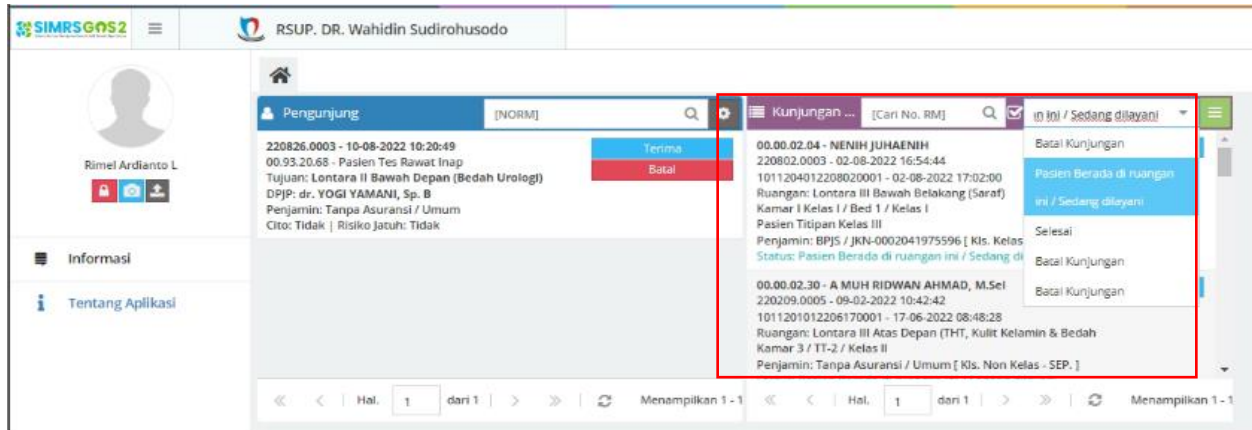 SIMRSGOS2
RSUP. DR. Wahidin Sudirohusodo
Rimel Ardianto L
Informasi
Tentang Aplikasi
Pengunjung
[NORM]
220826.0003 - 10-08-2022 10:20:49
00.93.20.68 - Pasien Tes Rawat Inap
Tujuan: Lontara II Bawah Depan (Bedah Urologi)
DPJP: dr. YOGI YAMANI, Sp. B
Penjamin: Tanpa Asuransi / Umum
Cito: Tidak | Risiko Jatuh: Tidak
Terima
Batal
Hal. 1 dari 1
Menampilkan 1 - 1
Kunjungan ...
[Cari No. RM]
in ini / Sedang dilayani
00.00.02.04 - NENIH JUHAENIH
220802.0003 - 02-08-2022 16:54:44
1011204012208020001 - 02-08-2022 17:02:00
Ruangan: Lontara III Bawah Belakang (Saraf)
Kamar I Kelas I / Bed 1 / Kelas I
Pasien Titipan Kelas III
Penjamin: BPJS / JKN-0002041975596 [ Kls. Kelas
Status: Pasien Berada di ruangan ini / Sedang di
Batal Kunjungan
Pasien Berada di ruangan
ini / Sedang dilayani
Selesai
Batal Kunjungan
Batal Kunjungan
00.00.02.30 - A MUH RIDWAN AHMAD, M.Sei
220209.0005 - 09-02-2022 10:42:42
1011201012206170001 - 17-06-2022 08:48:28
Ruangan: Lontara III Atas Depan (THT, Kulit Kelamin & Bedah
Kamar 3 / TT-2 / Kelas II
Penjamin: Tanpa Asuransi / Umum [ Kls. Non Kelas - SEP. ]
Hal. 1 dari 1
Menampilkan 1 - 1